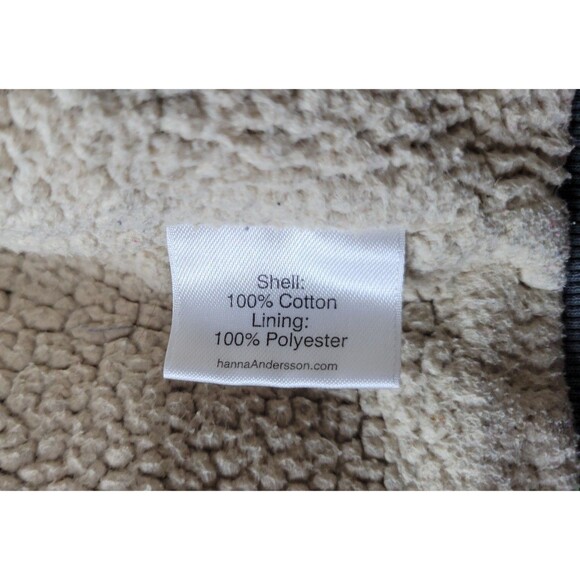 Shell:
100% Cotton
Lining:
100% Polyester
hannaAndersson.com